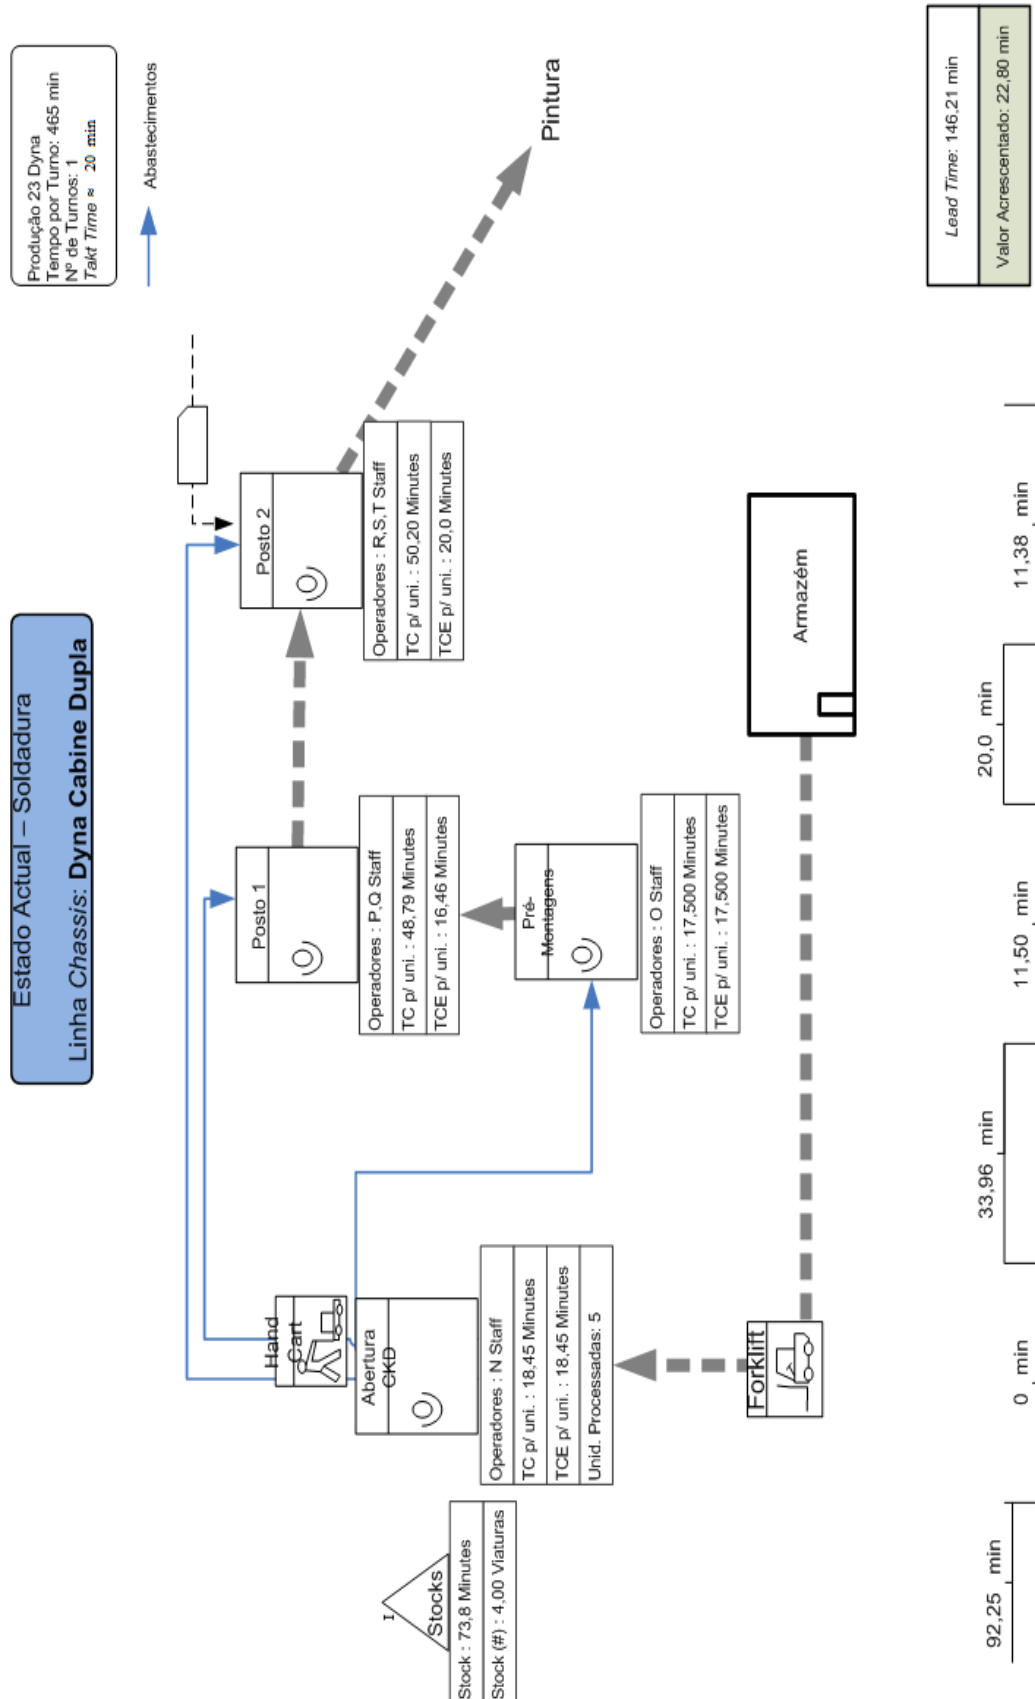 Estado Actual – Soldadura
Linha Chassis: Dyna Cabine Dupla
Produção 23 Dyna
Tempo por Turno: 465 min
Nº de Turnos: 1
Takt Time ≈ 20 min
Abastecimentos
Hand
Cart
Abertura
CKD
Operadores : N Staff
TC p/ uni. : 18,45 Minutes
TCE p/ uni. : 18,45 Minutes
Unid. Processadas: 5
I
Stocks
Stock : 73,8 Minutes
Stock (#) : 4,00 Viaturas
Posto 1
Operadores : P,Q Staff
TC p/ uni. : 48,79 Minutes
TCE p/ uni. : 16,46 Minutes
Pré-
Montagens
Operadores : O Staff
TC p/ uni. : 17,500 Minutes
TCE p/ uni. : 17,500 Minutes
Posto 2
Operadores : R,S,T Staff
TC p/ uni. : 50,20 Minutes
TCE p/ uni. : 20,0 Minutes
Pintura
Forklift
Armazém
92,25 min
0 min
33,96 min
11,50 min
20,0 min
11,38 min
Lead Time: 146,21 min
Valor Acrescentado: 22,80 min